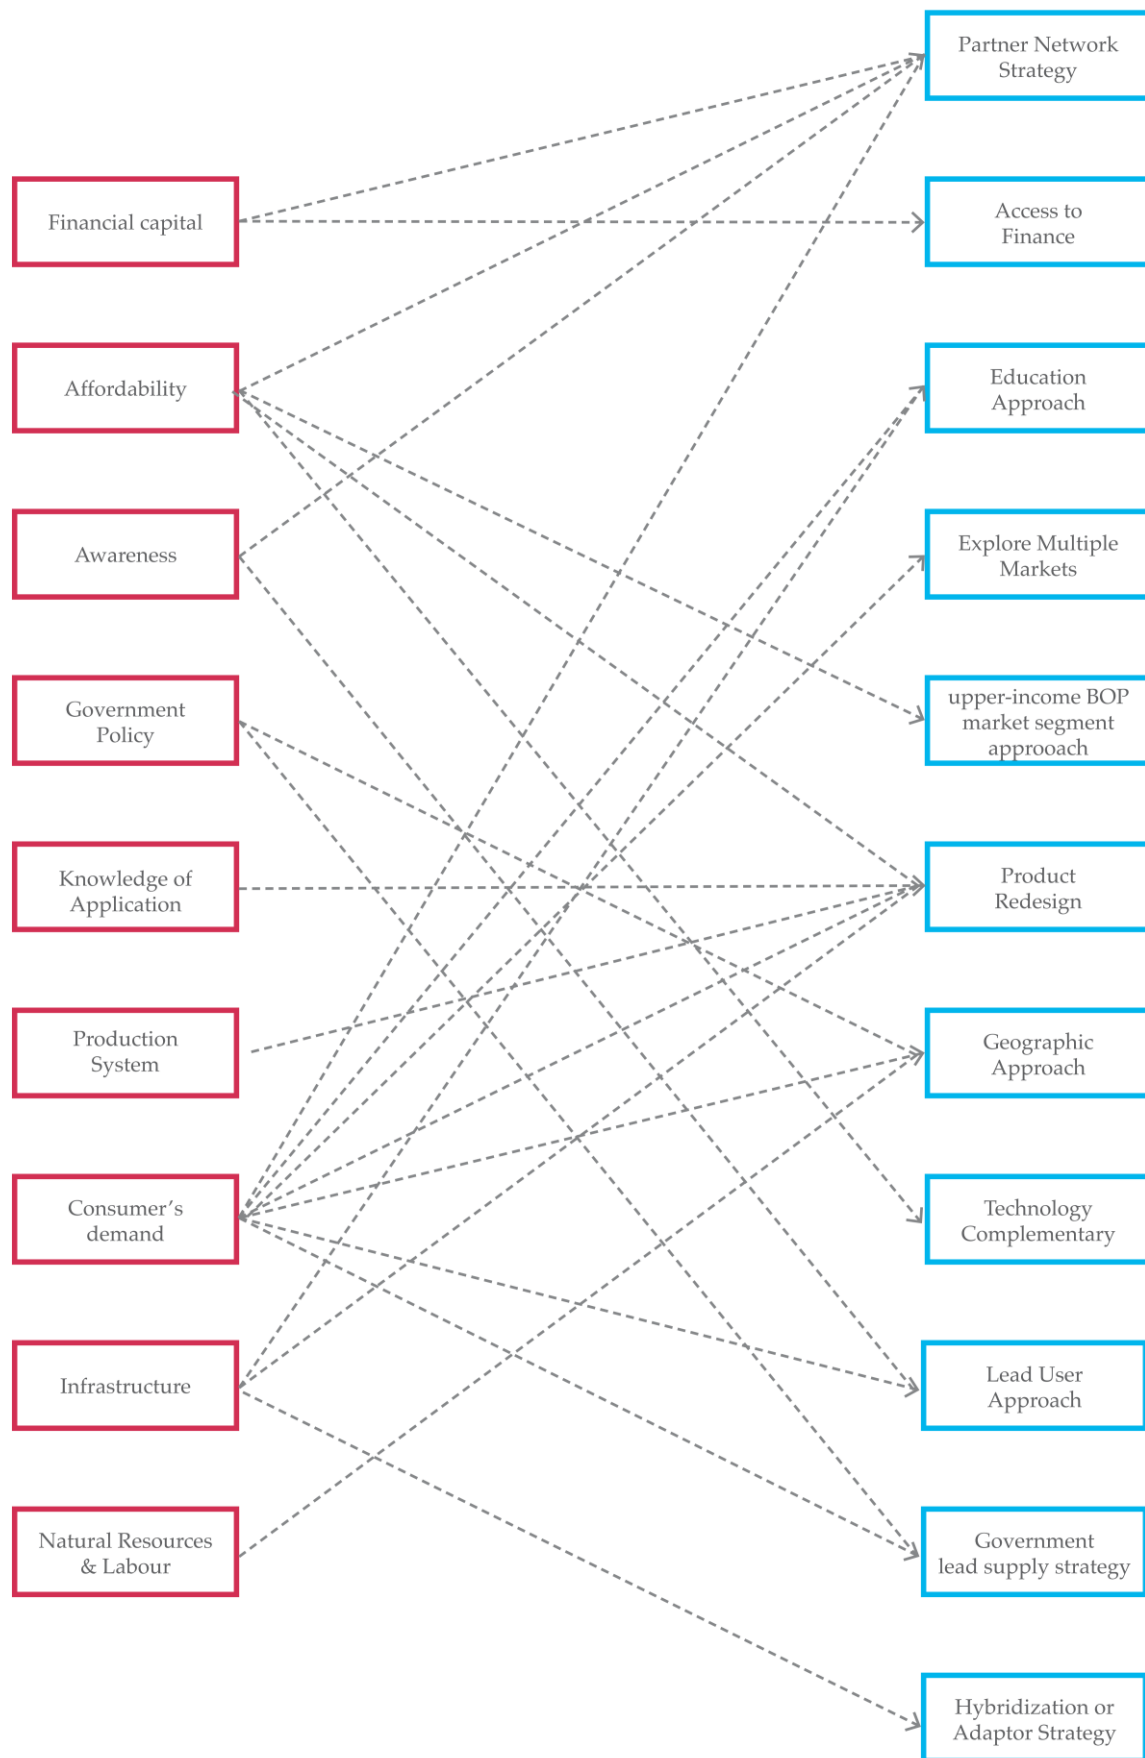 Partner Network
Strategy
Financial capital
Access to
Finance
Affordability
Education
Approach
Awareness
Explore Multiple
Markets
Government
Policy
upper-income BOP
market segment
approoach
Knowledge of
Application
Product
Redesign
Production
System
Geographic
Approach
Consumer’s
demand
Technology
Complementary
Infrastructure
Lead User
Approach
Natural Resources
& Labour
Government
lead supply strategy
Hybridization or
Adaptor Strategy